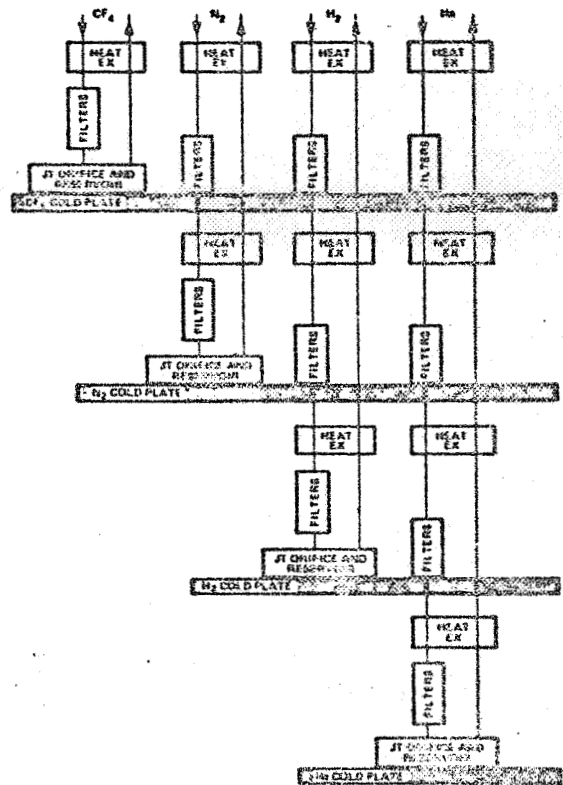 CF4 N2 H2 He
HEAT EX HEAT EX HEAT EX HEAT EX
FILTERS
FILTERS FILTERS FILTERS
JT ORIFICE AND RESERVOIR
CF4 COLD PLATE
HEAT EX HEAT EX HEAT EX
FILTERS
FILTERS FILTERS
JT ORIFICE AND RESERVOIR
N2 COLD PLATE
HEAT EX HEAT EX
FILTERS
FILTERS
JT ORIFICE AND RESERVOIR
H2 COLD PLATE
HEAT EX
FILTERS
JT ORIFICE AND RESERVOIR
He COLD PLATE